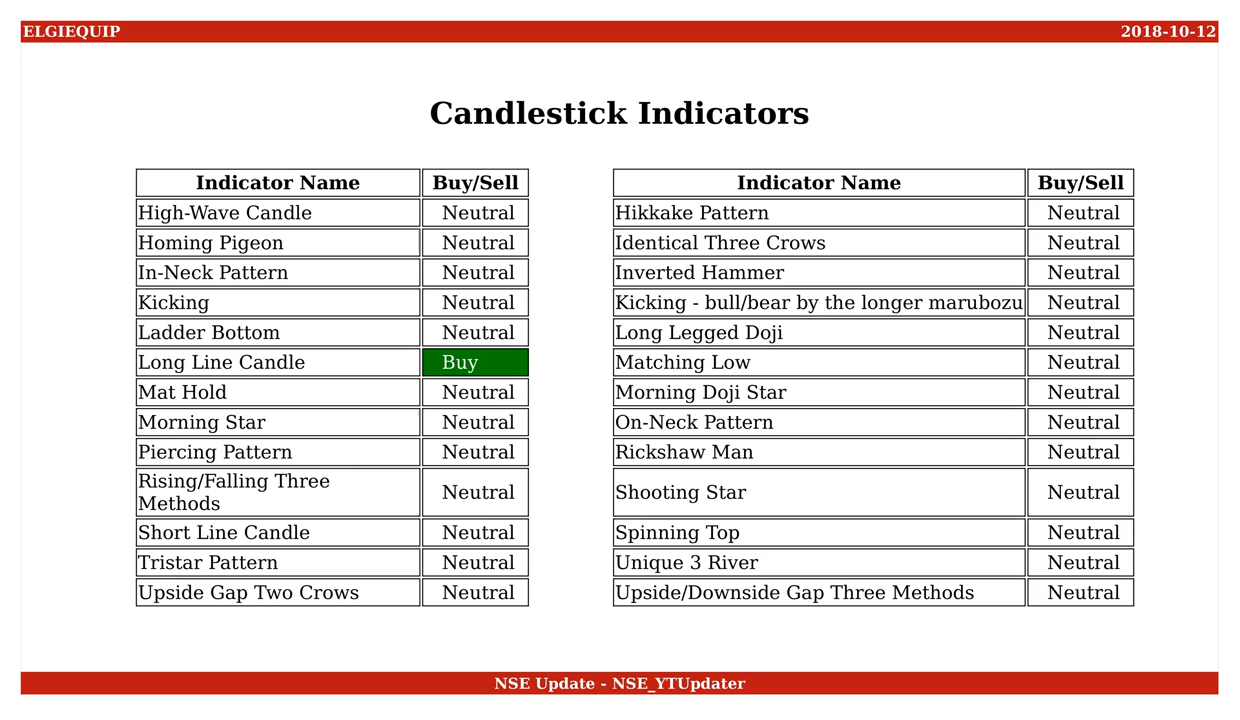 ELGIEQUIP 2018-10-12
Candlestick Indicators
Indicator Name Buy/Sell Indicator Name Buy/Sell
High-Wave Candle Neutral Hikkake Pattern Neutral
Homing Pigeon Neutral Identical Three Crows Neutral
In-Neck Pattern Neutral Inverted Hammer Neutral
Kicking Neutral Kicking - bull/bear by the longer marubozu Neutral
Ladder Bottom Neutral Long Legged Doji Neutral
Long Line Candle Buy Matching Low Neutral
Mat Hold Neutral Morning Doji Star Neutral
Morning Star Neutral On-Neck Pattern Neutral
Piercing Pattern Neutral Rickshaw Man Neutral
Rising/Falling Three
Methods Neutral Shooting Star Neutral
Short Line Candle Neutral Spinning Top Neutral
Tristar Pattern Neutral Unique 3 River Neutral
Upside Gap Two Crows Neutral Upside/Downside Gap Three Methods Neutral
NSE Update - NSE_YTUpdater